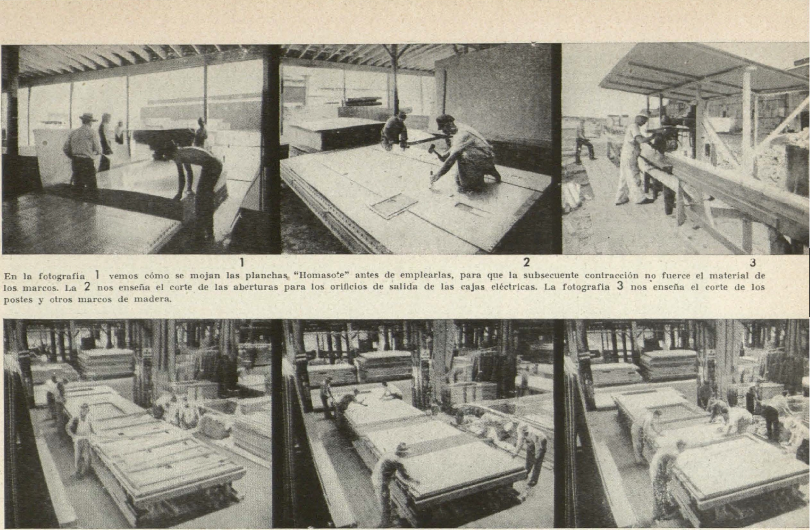 1 2 3
En la fotografía 1 vemos cómo se mojan las planchas, "Homasote" antes de emplearlas, para que la subsecuente contracción no fuerce el material de
los marcos. La 2 nos enseña el corte de las aberturas para los orificios de salida de las cajas eléctricas. La fotografía 3 nos enseña el corte de los
postes y otros marcos de madera.